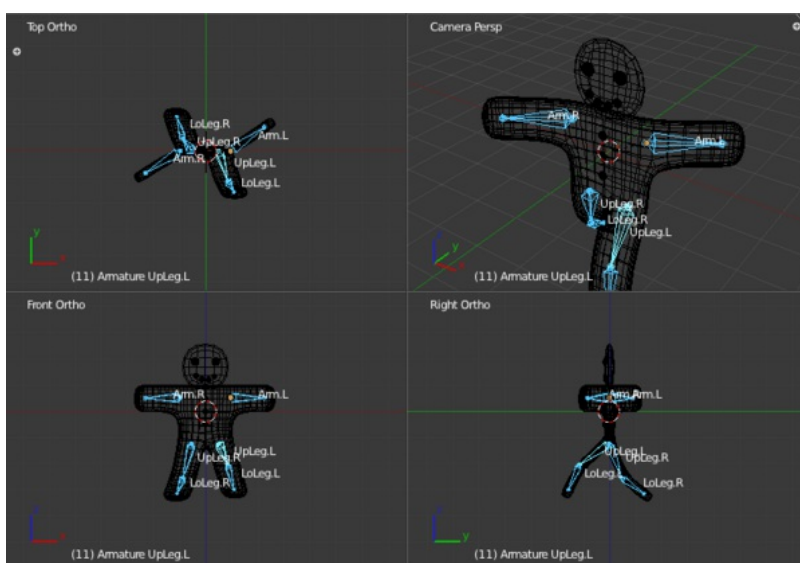 Top Ortho
LoLeg.R
Arm.L
UpLeg.R
Arm.R
UpLeg.L
LoLeg.L
y
x
(11) Armature UpLeg.L
Camera Persp
Arm.R
Arm.L
UpLeg.R
LoLeg.R
UpLeg.L
z
y
x
(11) Armature UpLeg.L
Front Ortho
Arm.R
Arm.L
UpLeg.L
UpLeg.R
LoLeg.L
LoLeg.R
z
x
(11) Armature UpLeg.L
Right Ortho
Arm.R
Arm.L
UpLeg.L
UpLeg.R
LoLeg.L
LoLeg.R
z
y
(11) Armature UpLeg.L